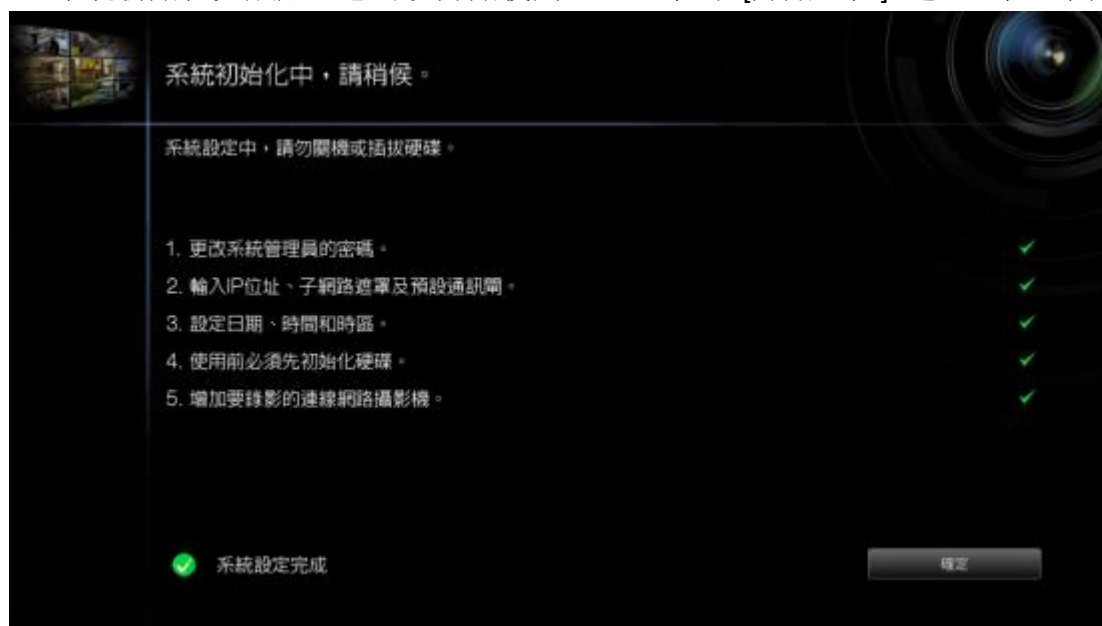 系統初始化中，請稍候。
系統設定中，請勿關機或插拔硬碟。
1. 更改系統管理員的密碼。
2. 輸入IP位址、子網路遮罩及預設通訊閘。
3. 設定日期、時間和時區。
4. 使用前必須先初始化硬碟。
5. 增加要錄影的連線網路攝影機。
系統設定完成
確定